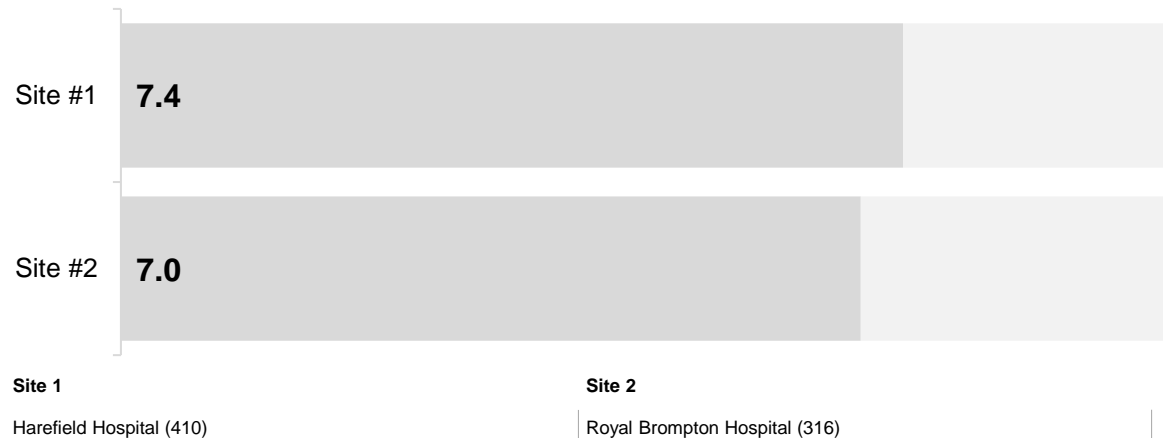 Site #1 7.4
Site #2 7.0
Site 1 Site 2
Harefield Hospital (410) Royal Brompton Hospital (316)